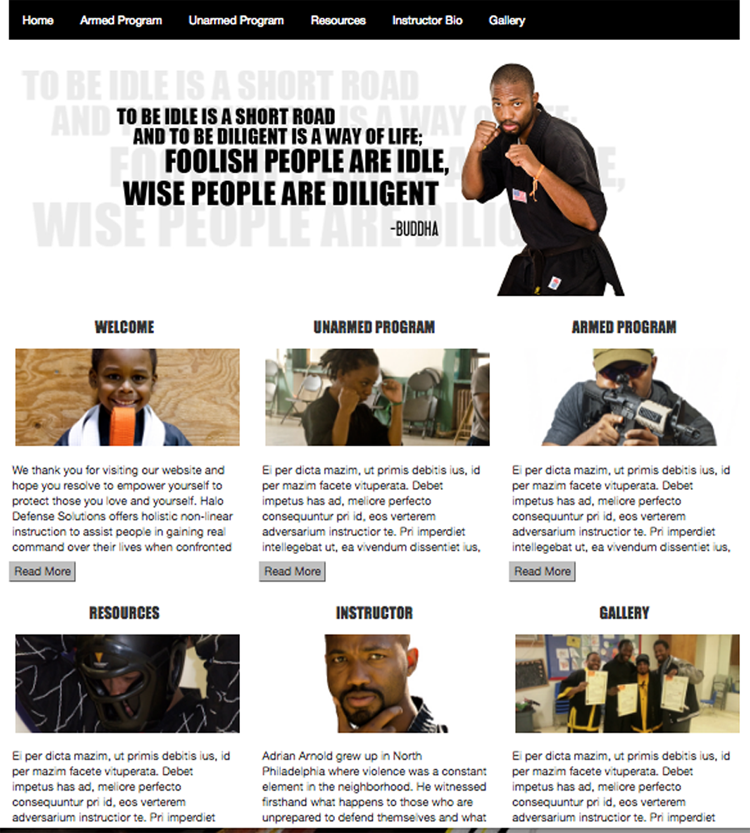 Home Armed Program Unarmed Program Resources Instructor Bio Gallery
TO BE IDLE IS A SHORT ROAD
AND TO BE DILIGENT IS A WAY OF LIFE;
FOOLISH PEOPLE ARE IDLE,
WISE PEOPLE ARE DILIGENT
-BUDDHA
WELCOME
We thank you for visiting our website and
hope you resolve to empower yourself to
protect those you love and yourself. Halo
Defense Solutions offers holistic non-linear
instruction to assist people in gaining real
command over their lives when confronted
Read More
UNARMED PROGRAM
Ei per dicta mazim, ut primis debitis ius, id
per mazim facete vituperata. Debet
impetus has ad, meliore perfecto
consequuntur pri id, eos verterem
adversarium instructior te. Pri imperdiet
intellegebat ut, ea vivendum dissentiet ius,
Read More
ARMED PROGRAM
Ei per dicta mazim, ut primis debitis ius, id
per mazim facete vituperata. Debet
impetus has ad, meliore perfecto
consequuntur pri id, eos verterem
adversarium instructior te. Pri imperdiet
intellegebat ut, ea vivendum dissentiet ius,
Read More
RESOURCES
Ei per dicta mazim, ut primis debitis ius, id
per mazim facete vituperata. Debet
impetus has ad, meliore perfecto
consequuntur pri id, eos verterem
adversarium instructior te. Pri imperdiet
INSTRUCTOR
Adrian Arnold grew up in North
Philadelphia where violence was a constant
element in the neighborhood. He witnessed
firsthand what happens to those who are
unprepared to defend themselves and what
GALLERY
Ei per dicta mazim, ut primis debitis ius, id
per mazim facete vituperata. Debet
impetus has ad, meliore perfecto
consequuntur pri id, eos verterem
adversarium instructior te. Pri imperdiet